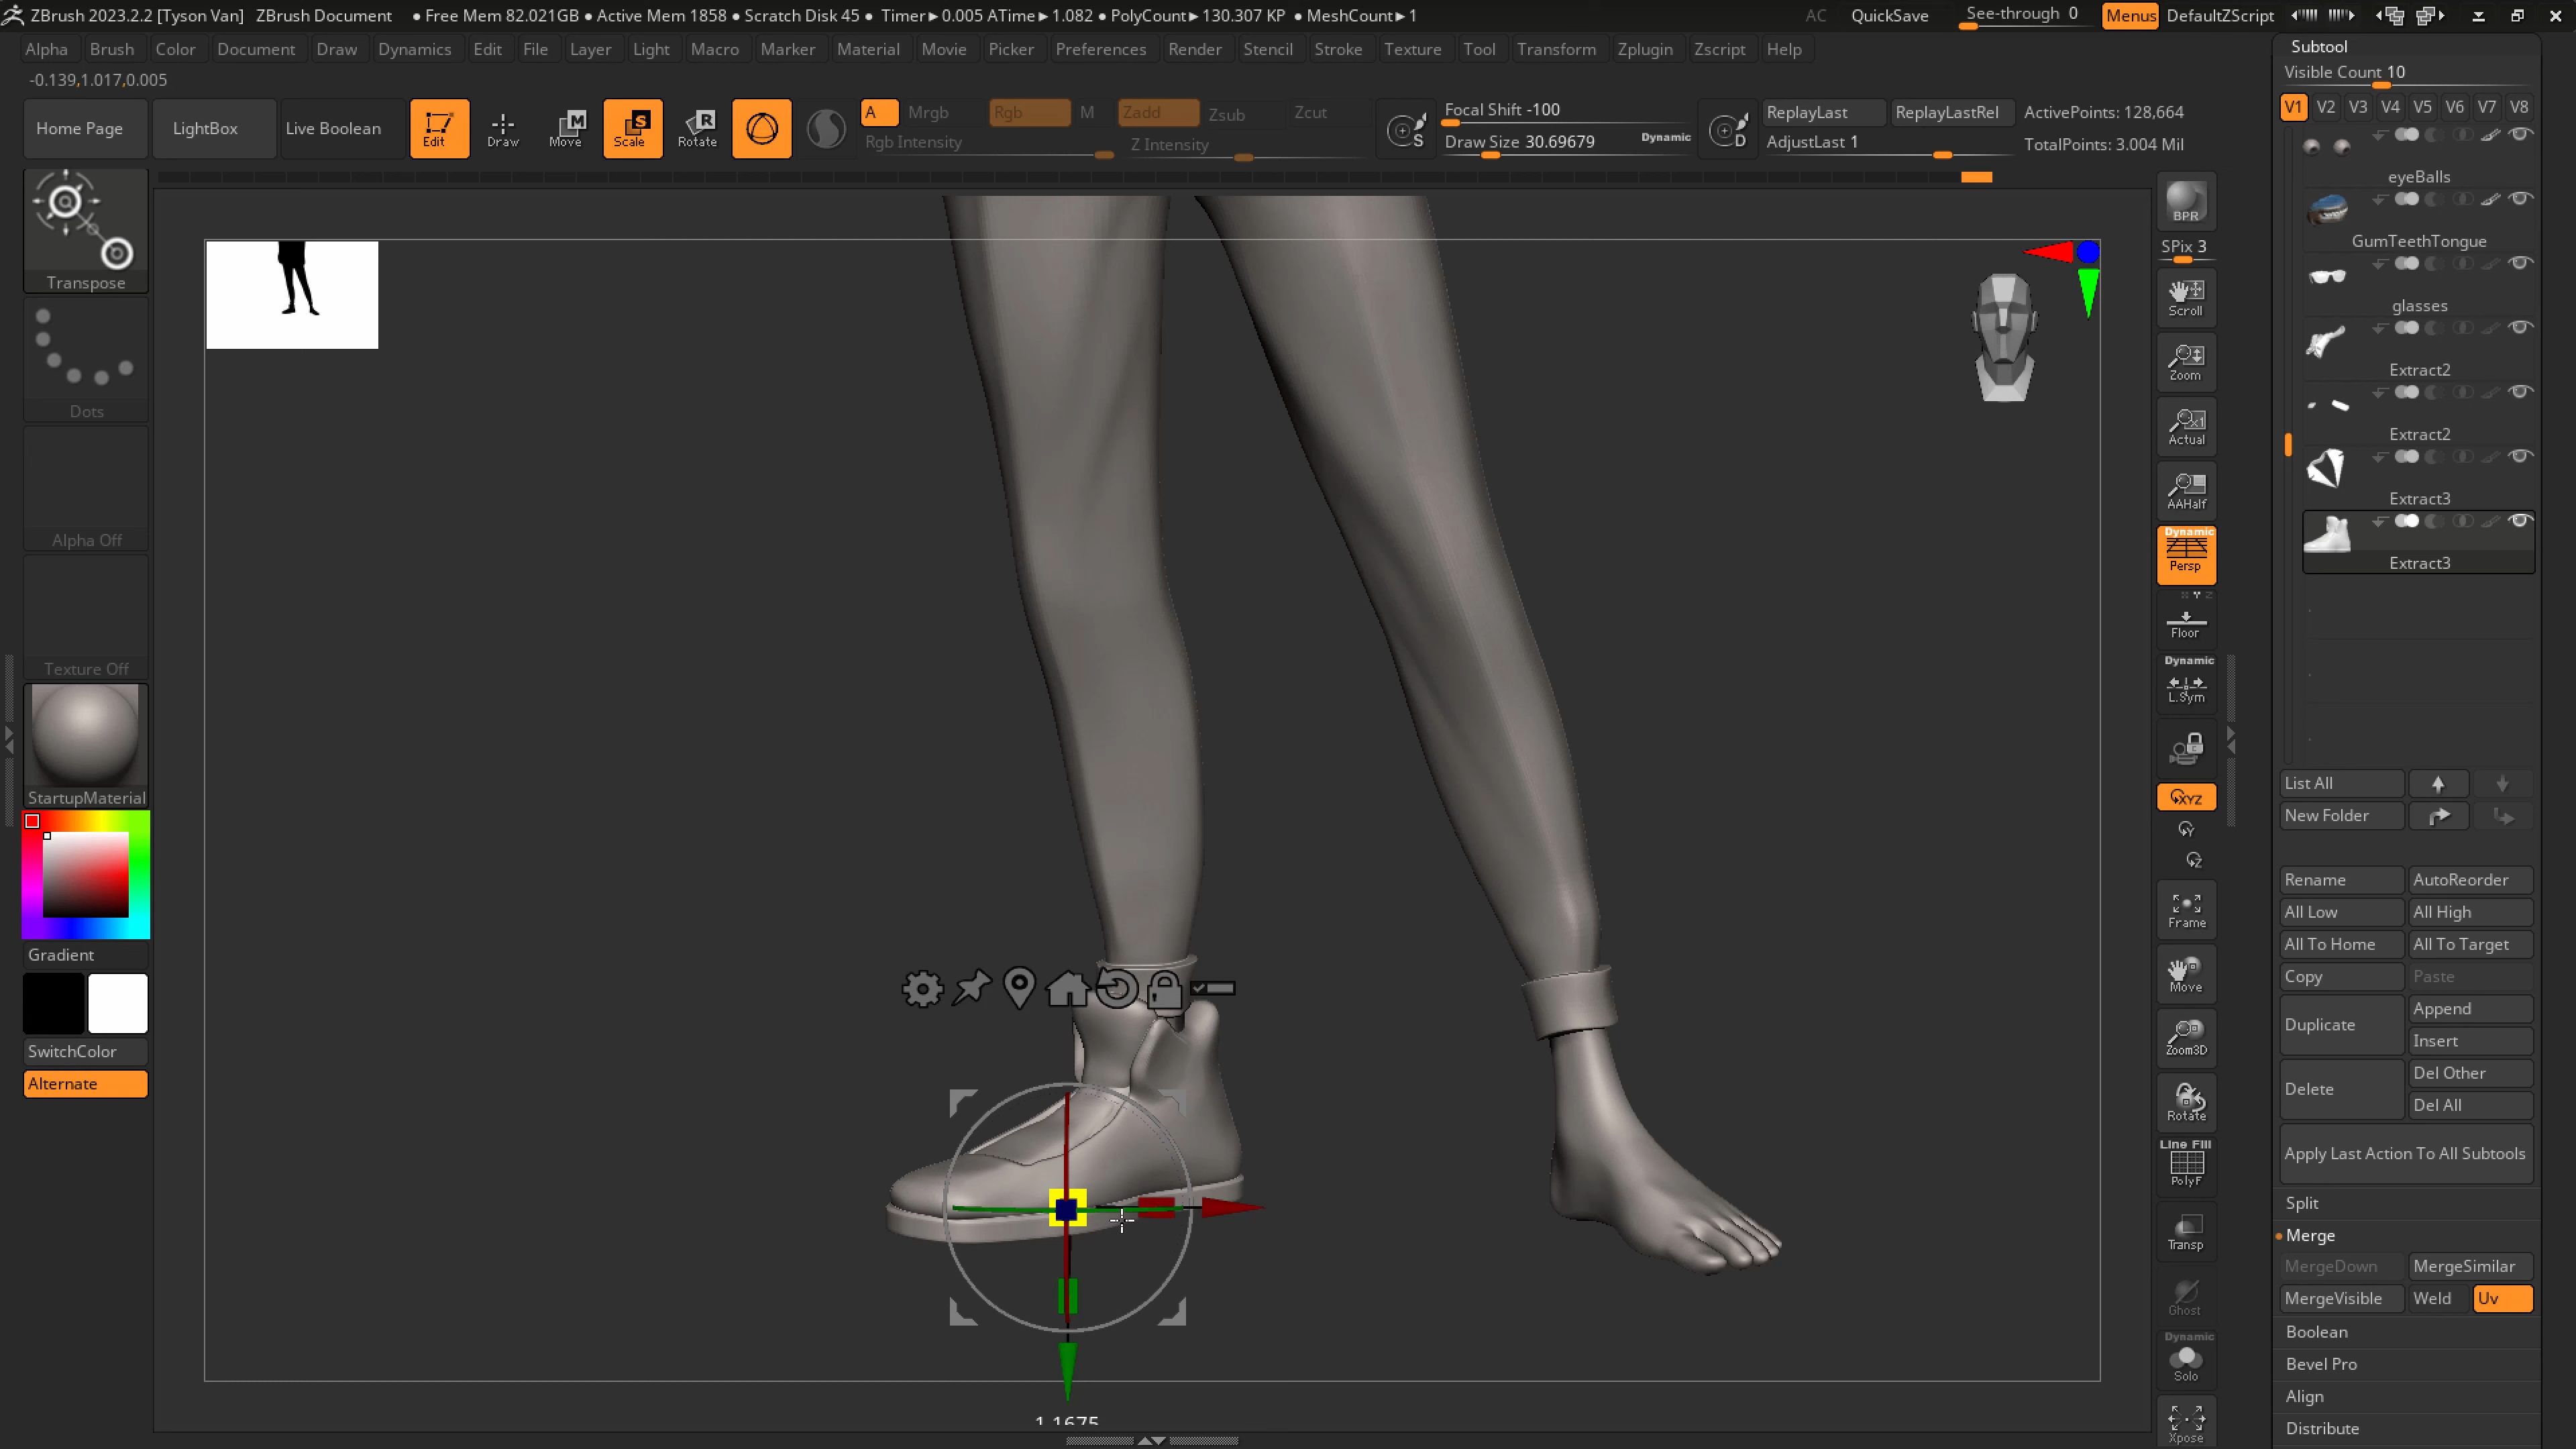 ZBrush 2023.2.2 [Tyson Van] ZBrush Document ● Free Mem 82.021GB ● Active Mem 1858 ● Scratch Disk 45 ● Timer►0.005 ATime►1.082 ● PolyCount►130.307 KP ● MeshCount►1 AC QuickSave See-through 0 Menus DefaultZScript
Alpha Brush Color Document Draw Dynamics Edit File Layer Light Macro Marker Material Movie Picker Preferences Render Stencil Stroke Texture Tool Transform Zplugin Zscript Help
-0.139,1.017,0.005
Home Page LightBox Live Boolean Edit Draw Move Scale Rotate
A Mrgb Rgb M Zadd Zsub Zcut
Rgb Intensity Z Intensity
Focal Shift -100
Draw Size 30.69679 Dynamic
S
D
ReplayLast ReplayLastRel ActivePoints: 128,664
AdjustLast 1 TotalPoints: 3.004 Mil
M S R
Transpose
Dots
Alpha Off
Texture Off
StartupMaterial
Gradient
SwitchColor
Alternate
1.1675
BPR
SPix 3
Scroll
Zoom
Actual
AAHalf
Dynamic
Persp
Floor
Dynamic
L.Sym
XYZ
Y
Z
Frame
Move
Zoom3D
Rotate
Line Fill
PolyF
Transp
Ghost
Dynamic
Solo
Xpose
Subtool
Visible Count 10
V1 V2 V3 V4 V5 V6 V7 V8
eyeBalls
GumTeethTongue
glasses
Extract2
Extract2
Extract3
Extract3
List All
New Folder
Rename AutoReorder
All Low All High
All To Home All To Target
Copy Paste
Duplicate Append
Insert
Delete Del Other
Del All
Apply Last Action To All Subtools
Split
Merge
MergeDown MergeSimilar
MergeVisible Weld Uv
Boolean
Bevel Pro
Align
Distribute